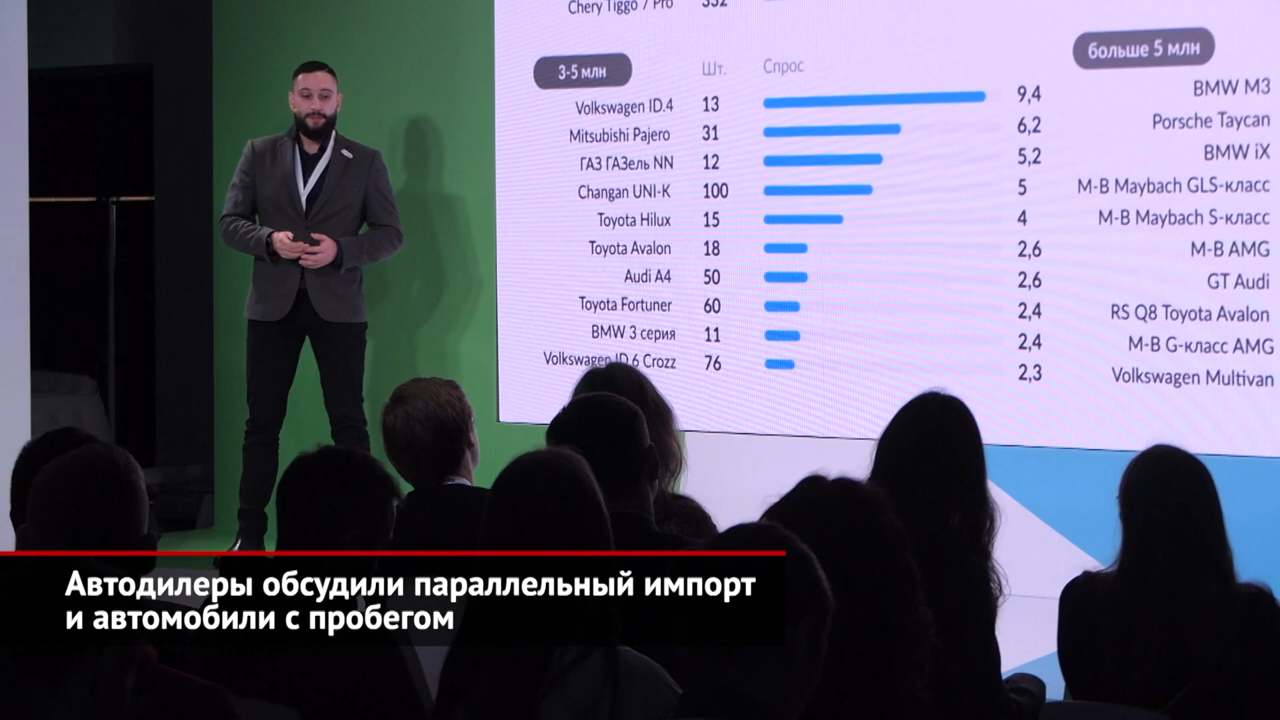 Chery Tiggo 7 Pro 332
3-5 млн Шт. Спрос больше 5 млн
Volkswagen ID.4 13 9,4 BMW M3
Mitsubishi Pajero 31 6,2 Porsche Taycan
ГАЗ ГАЗель NN 12 5,2 BMW iX
Changan UNI-K 100 5 M-B Maybach GLS-класс
Toyota Hilux 15 4 M-B Maybach S-класс
Toyota Avalon 18 2,6 M-B AMG
Audi A4 50 2,6 GT Audi
Toyota Fortuner 60 2,4 RS Q8 Toyota Avalon
BMW 3 серия 11 2,4 M-B G-класс AMG
Volkswagen ID 6 Crozz 76 2,3 Volkswagen Multivan
Автодилеры обсудили параллельный импорт
и автомобили с пробегом